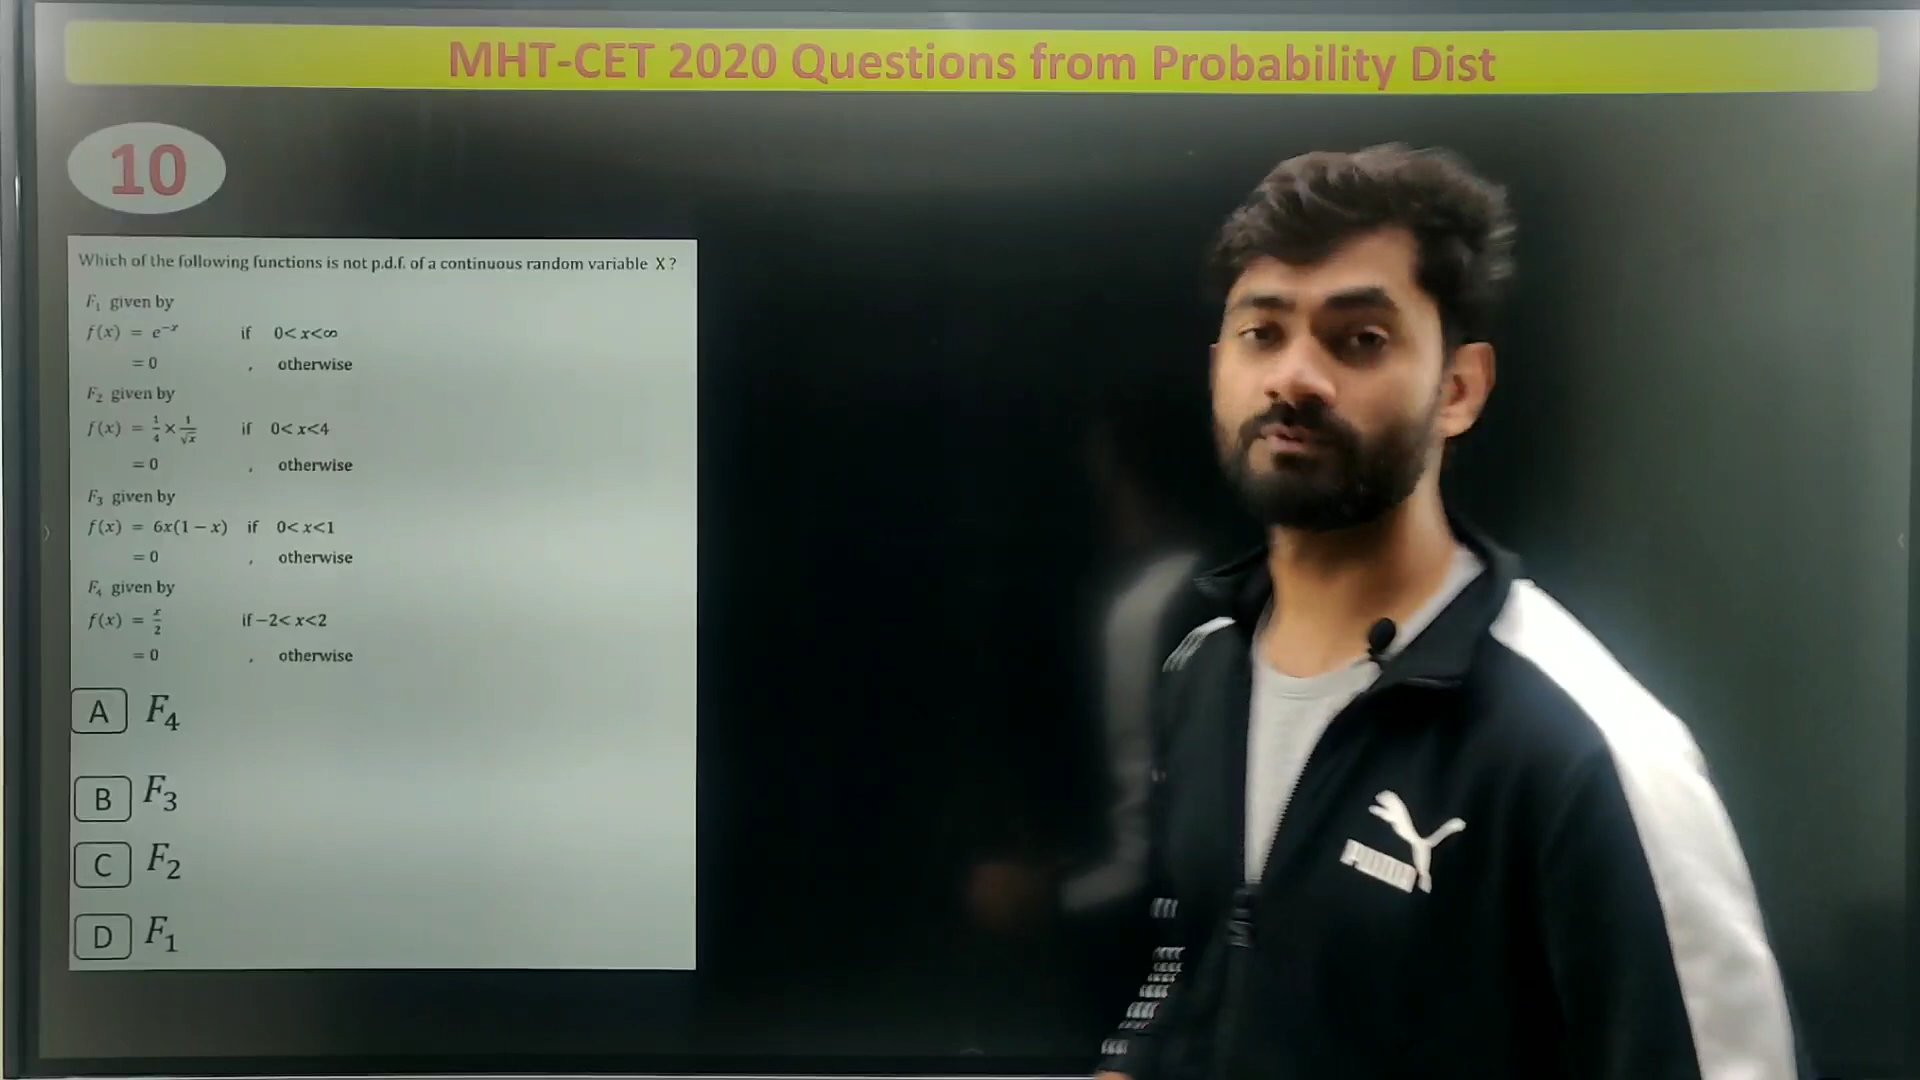 MHT-CET 2020 Questions from Probability Dist
10
Which of the following functions is not p.d.f. of a continuous random variable X ?
F₁ given by
f(x) = e⁻ˣ if 0< x<∞
= 0 , otherwise
F₂ given by
f(x) = 1/4 × 1/√x if 0< x<4
= 0 , otherwise
F₃ given by
f(x) = 6x(1 − x) if 0< x<1
= 0 , otherwise
F₄ given by
f(x) = x/2 if −2< x<2
= 0 , otherwise
A F₄
B F₃
C F₂
D F₁
PUMA